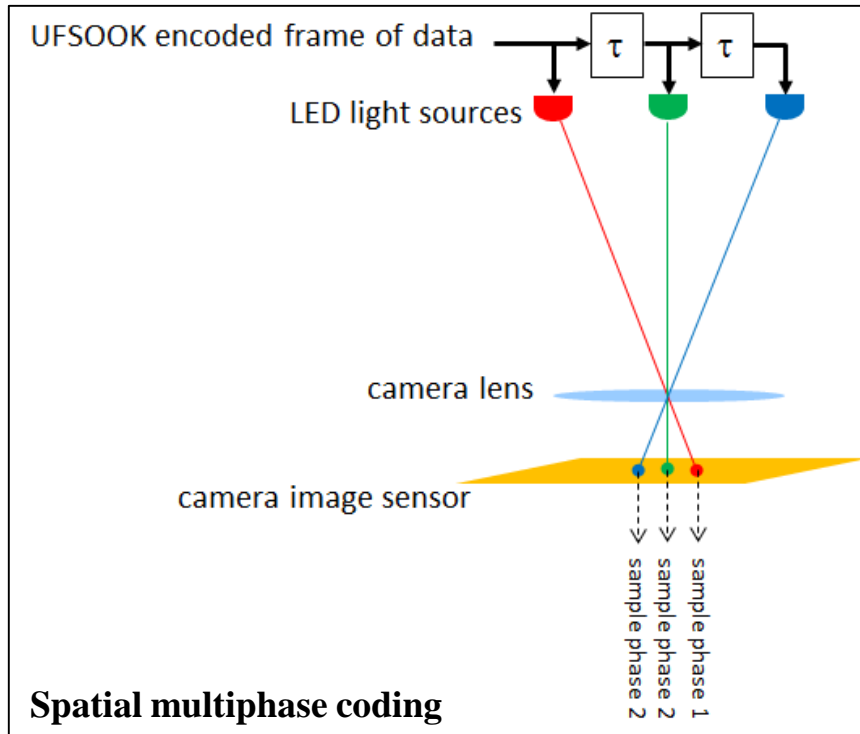 UFSOOK encoded frame of data
τ
τ
LED light sources
camera lens
camera image sensor
sample phase 2
sample phase 2
sample phase 1
Spatial multiphase coding